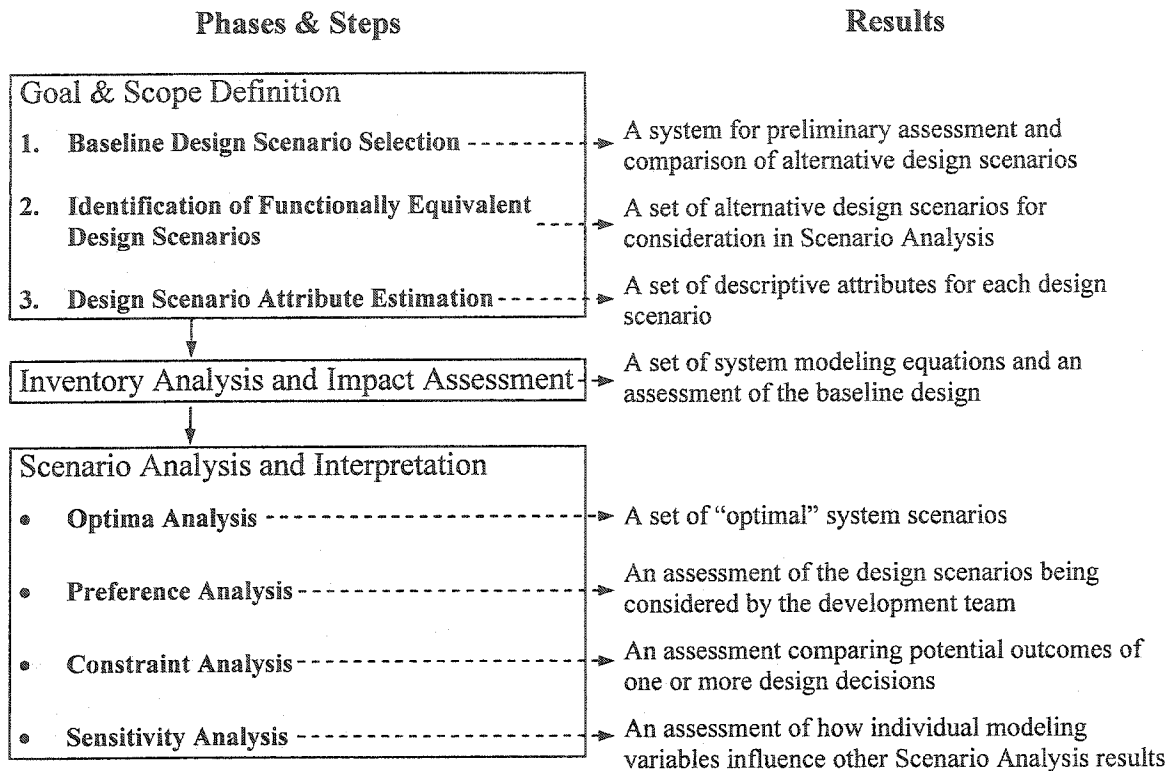 Phases & Steps
Results
Goal & Scope Definition
1. Baseline Design Scenario Selection
A system for preliminary assessment and
comparison of alternative design scenarios
2. Identification of Functionally Equivalent
Design Scenarios
A set of alternative design scenarios for
consideration in Scenario Analysis
3. Design Scenario Attribute Estimation
A set of descriptive attributes for each design
scenario
Inventory Analysis and Impact Assessment
A set of system modeling equations and an
assessment of the baseline design
Scenario Analysis and Interpretation
• Optima Analysis
A set of “optimal” system scenarios
• Preference Analysis
An assessment of the design scenarios being
considered by the development team
• Constraint Analysis
An assessment comparing potential outcomes of
one or more design decisions
• Sensitivity Analysis
An assessment of how individual modeling
variables influence other Scenario Analysis results